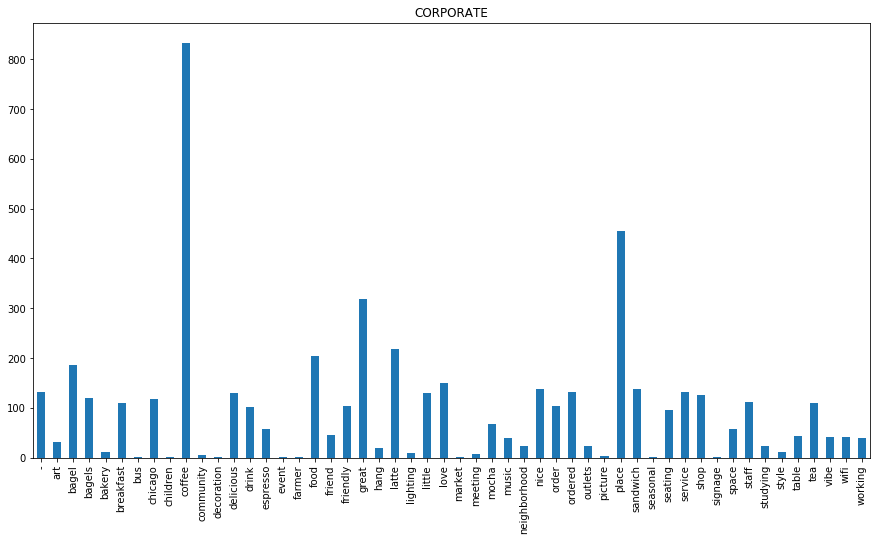 CORPORATE
800
700
600
500
400
300
200
100
0
-
art
bagel
bagels
bakery
breakfast
bus
chicago
children
coffee
community
decoration
delicious
drink
espresso
event
farmer
food
friend
friendly
great
hang
latte
lighting
little
love
market
meeting
mocha
music
neighborhood
nice
order
ordered
outlets
picture
place
sandwich
seasonal
seating
service
shop
signage
space
staff
studying
style
table
tea
vibe
wifi
working